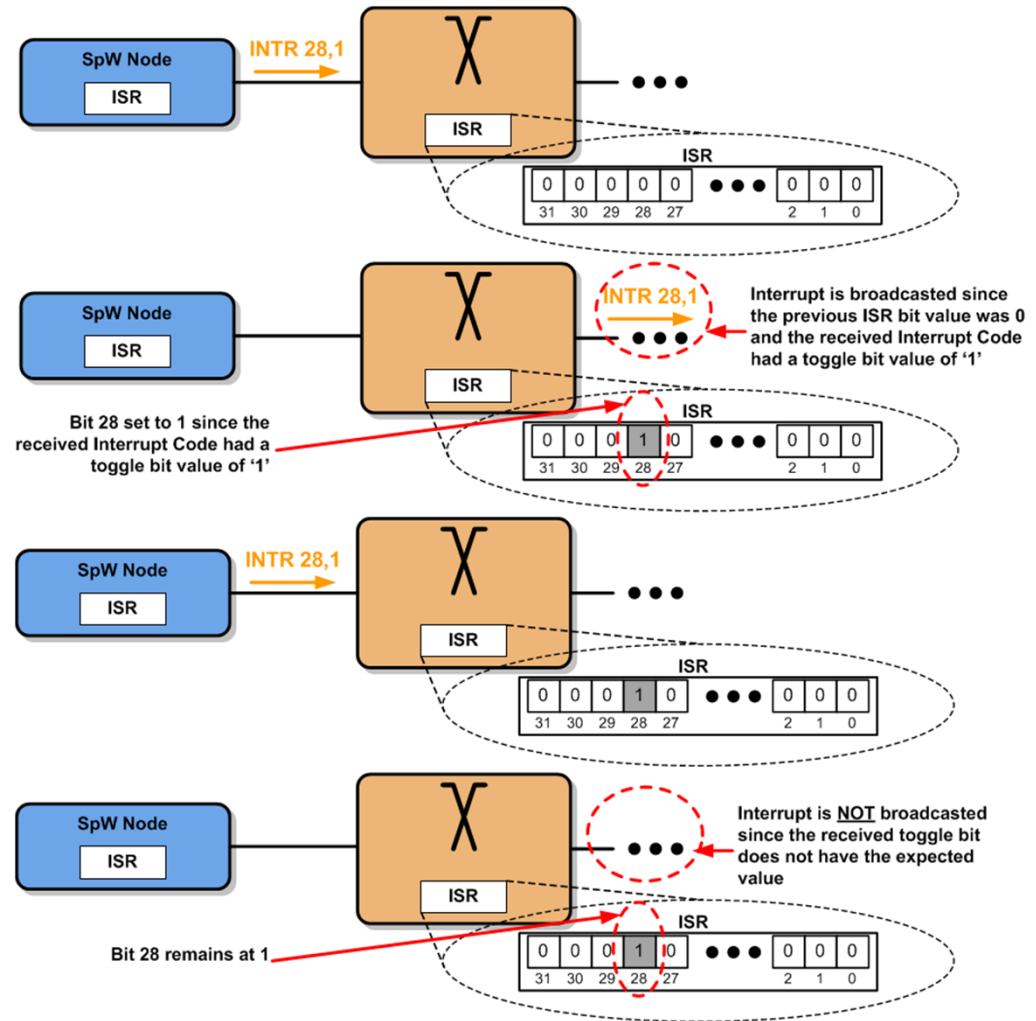 SpW Node
ISR
INTR 28,1
ISR
ISR
0 0 0 0 0 ●●● 0 0 0
31 30 29 28 27 2 1 0
SpW Node
ISR
INTR 28,1
Interrupt is broadcasted since
the previous ISR bit value was 0
and the received Interrupt Code
had a toggle bit value of ‘1’
ISR
ISR
Bit 28 set to 1 since the
received Interrupt Code had a
toggle bit value of ‘1’
0 0 0 1 0 ●●● 0 0 0
31 30 29 28 27 2 1 0
SpW Node
ISR
INTR 28,1
ISR
ISR
0 0 0 1 0 ●●● 0 0 0
31 30 29 28 27 2 1 0
SpW Node
ISR
Interrupt is NOT broadcasted
since the received toggle bit
does not have the expected
value
ISR
ISR
Bit 28 remains at 1
0 0 0 1 0 ●●● 0 0 0
31 30 29 28 27 2 1 0